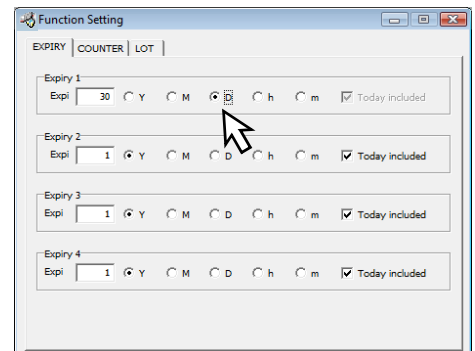 Function Setting
EXPIRY COUNTER LOT
Expiry 1
Expi 30 Y M D h m Today included
Expiry 2
Expi 1 Y M D h m Today included
Expiry 3
Expi 1 Y M D h m Today included
Expiry 4
Expi 1 Y M D h m Today included